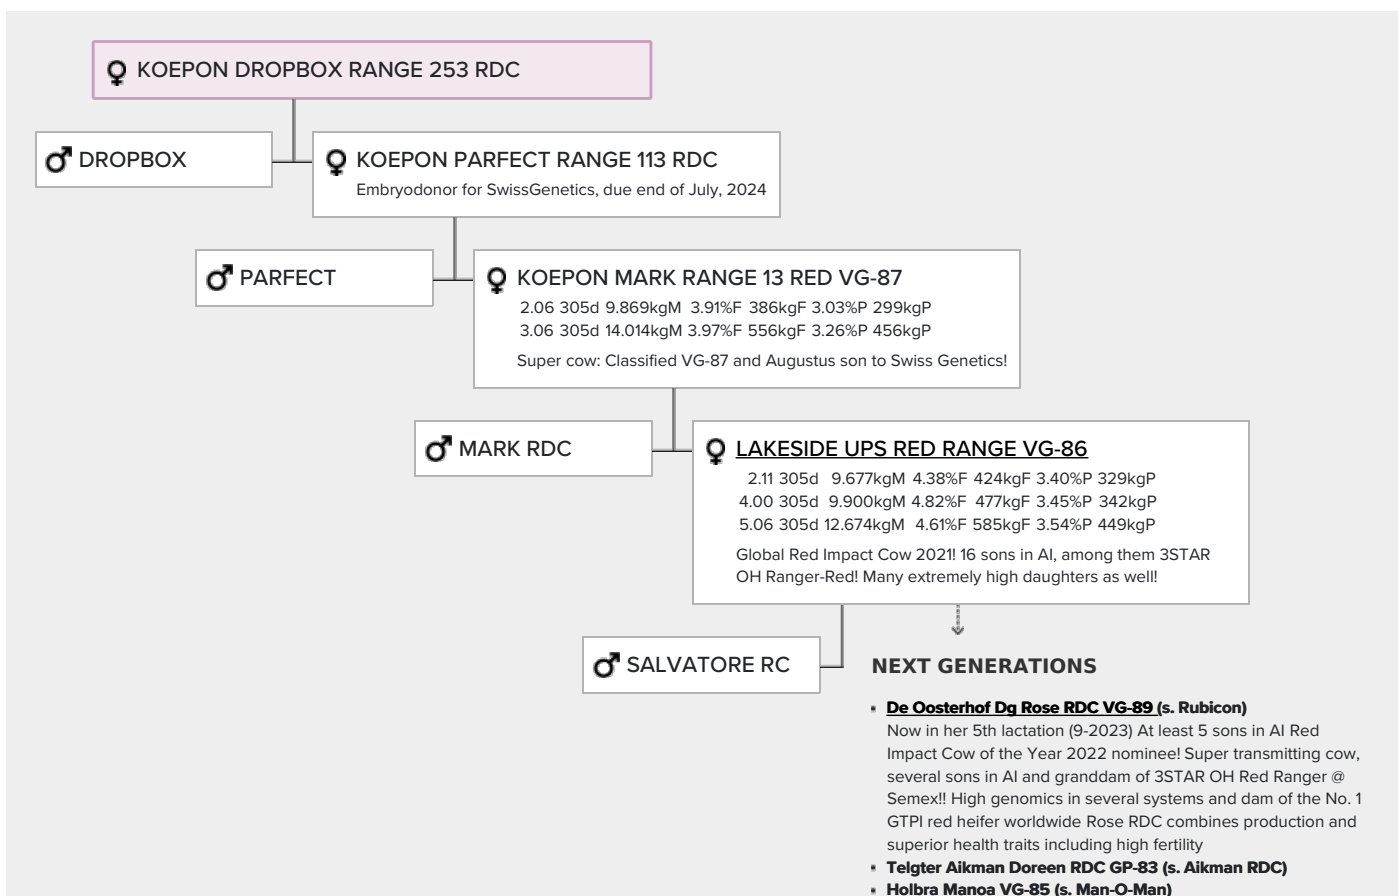 KOEPON DROPBOX RANGE 253 RDC
DROPBOX
KOEPON PARFECT RANGE 113 RDC
Embryodonor for SwissGenetics, due end of July, 2024
PARFECT
KOEPON MARK RANGE 13 RED VG-87
2.06 305d 9.869kgM 3.91%F 386kgF 3.03%P 299kgP
3.06 305d 14.014kgM 3.97%F 556kgF 3.26%P 456kgP
Super cow: Classified VG-87 and Augustus son to Swiss Genetics!
MARK RDC
LAKESIDE UPS RED RANGE VG-86
2.11 305d 9.677kgM 4.38%F 424kgF 3.40%P 329kgP
4.00 305d 9.900kgM 4.82%F 477kgF 3.45%P 342kgP
5.06 305d 12.674kgM 4.61%F 585kgF 3.54%P 449kgP
Global Red Impact Cow 2021! 16 sons in AI, among them 3STAR
OH Ranger-Red! Many extremely high daughters as well!
SALVATORE RC
NEXT GENERATIONS
De Oosterhof Dg Rose RDC VG-89 (s. Rubicon)
Now in her 5th lactation (9-2023) At least 5 sons in AI Red
Impact Cow of the Year 2022 nominee! Super transmitting cow,
several sons in AI and granddam of 3STAR OH Red Ranger @
Semex!! High genomics in several systems and dam of the No. 1
GTPI red heifer worldwide Rose RDC combines production and
superior health traits including high fertility
Telgter Aikman Doreen RDC GP-83 (s. Aikman RDC)
Holbra Manoa VG-85 (s. Man-O-Man)